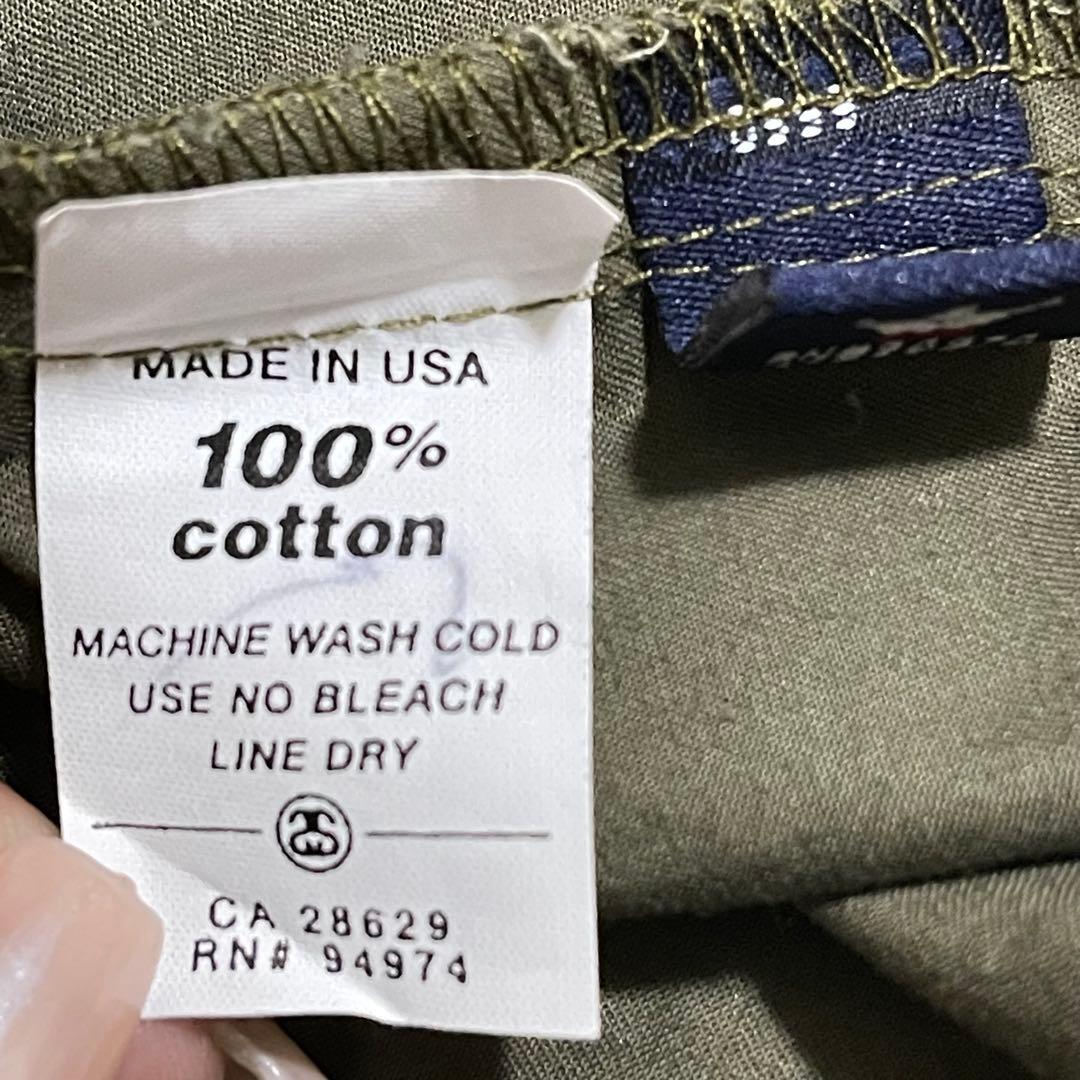 MADE IN USA
100%
cotton
MACHINE WASH COLD
USE NO BLEACH
LINE DRY
CA 28629
RN# 94974